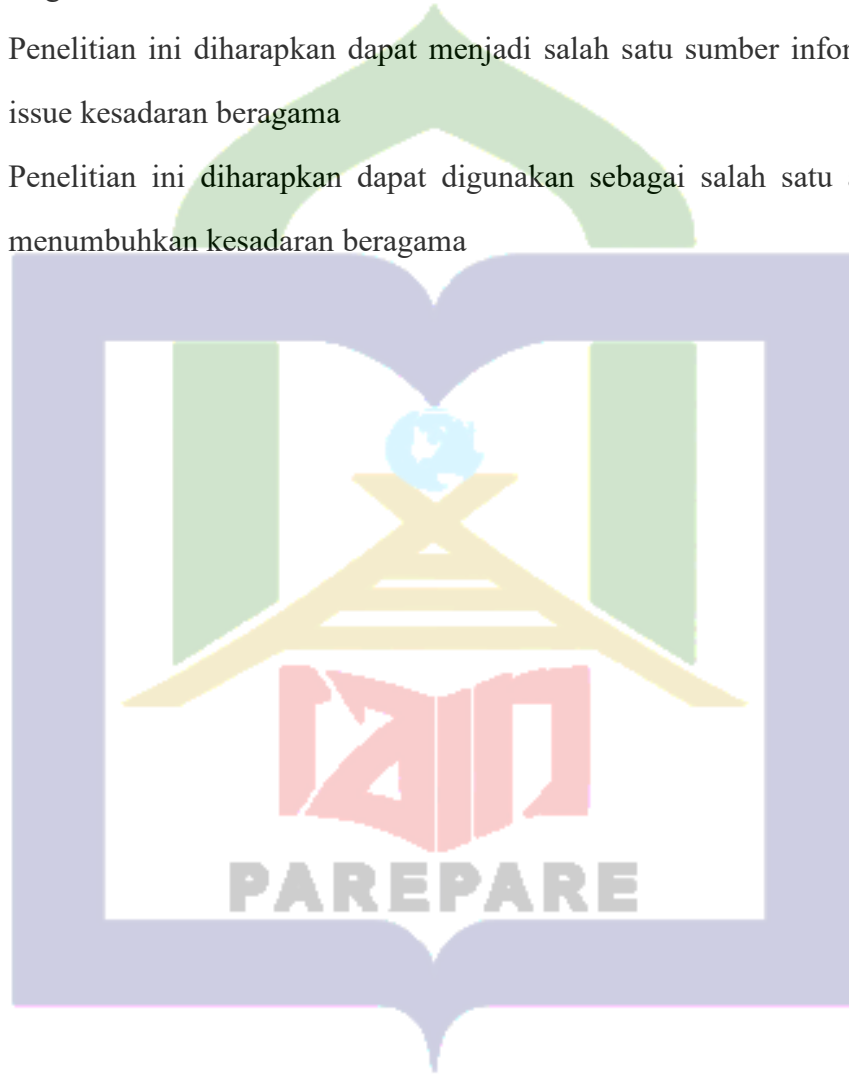 Penelitian ini diharapkan dapat menjadi salah satu sumber
issue kesadaran beragama
Penelitian ini diharapkan dapat digunakan sebagai salah satu
menumbuhkan kesadaran beragama
iain
PAREPARE